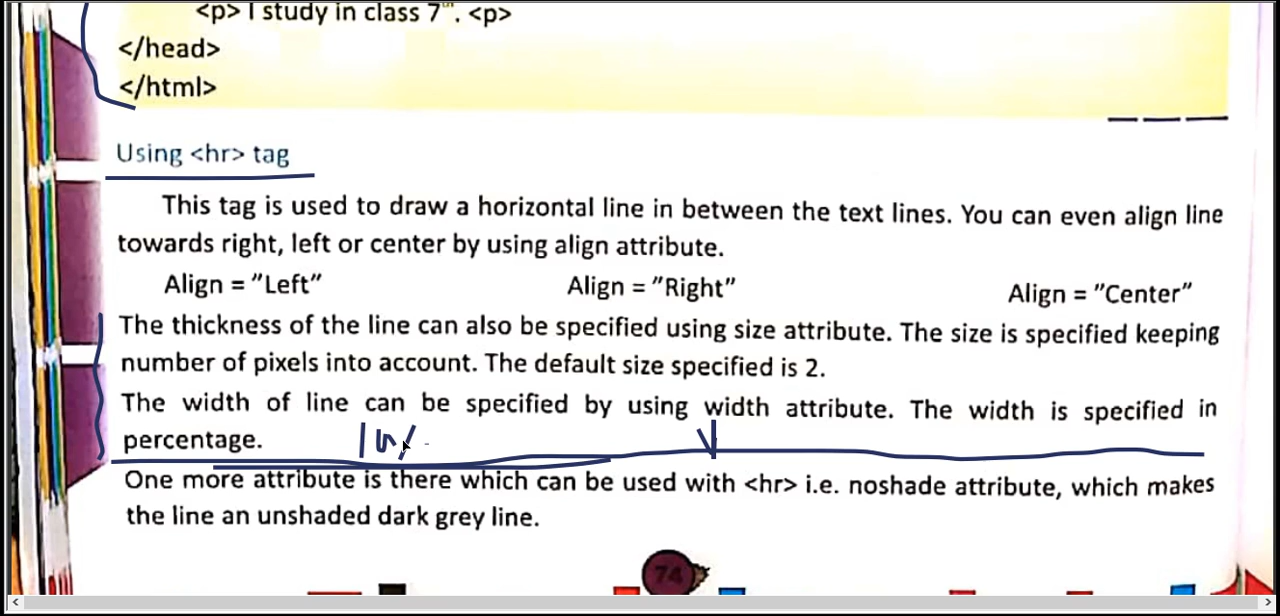 <p> I study in class 7th. <p>
</head>
</html>
Using <hr> tag
This tag is used to draw a horizontal line in between the text lines. You can even align line
towards right, left or center by using align attribute.
Align = "Left" Align = "Right" Align = "Center"
The thickness of the line can also be specified using size attribute. The size is specified keeping
number of pixels into account. The default size specified is 2.
The width of line can be specified by using width attribute. The width is specified in
percentage.
One more attribute is there which can be used with <hr> i.e. noshade attribute, which makes
the line an unshaded dark grey line.
74